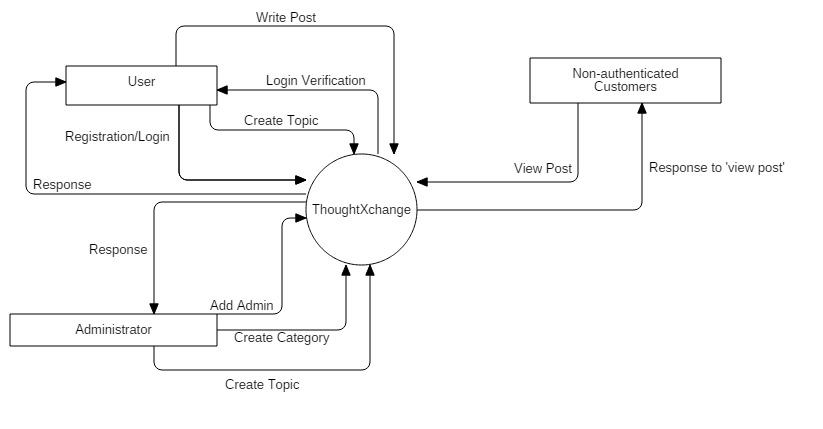 Write Post
User
Login Verification
Non-authenticated
Customers
Create Topic
Registration/Login
View Post
Response to 'view post'
Response
ThoughtXchange
Response
Add Admin
Administrator
Create Category
Create Topic